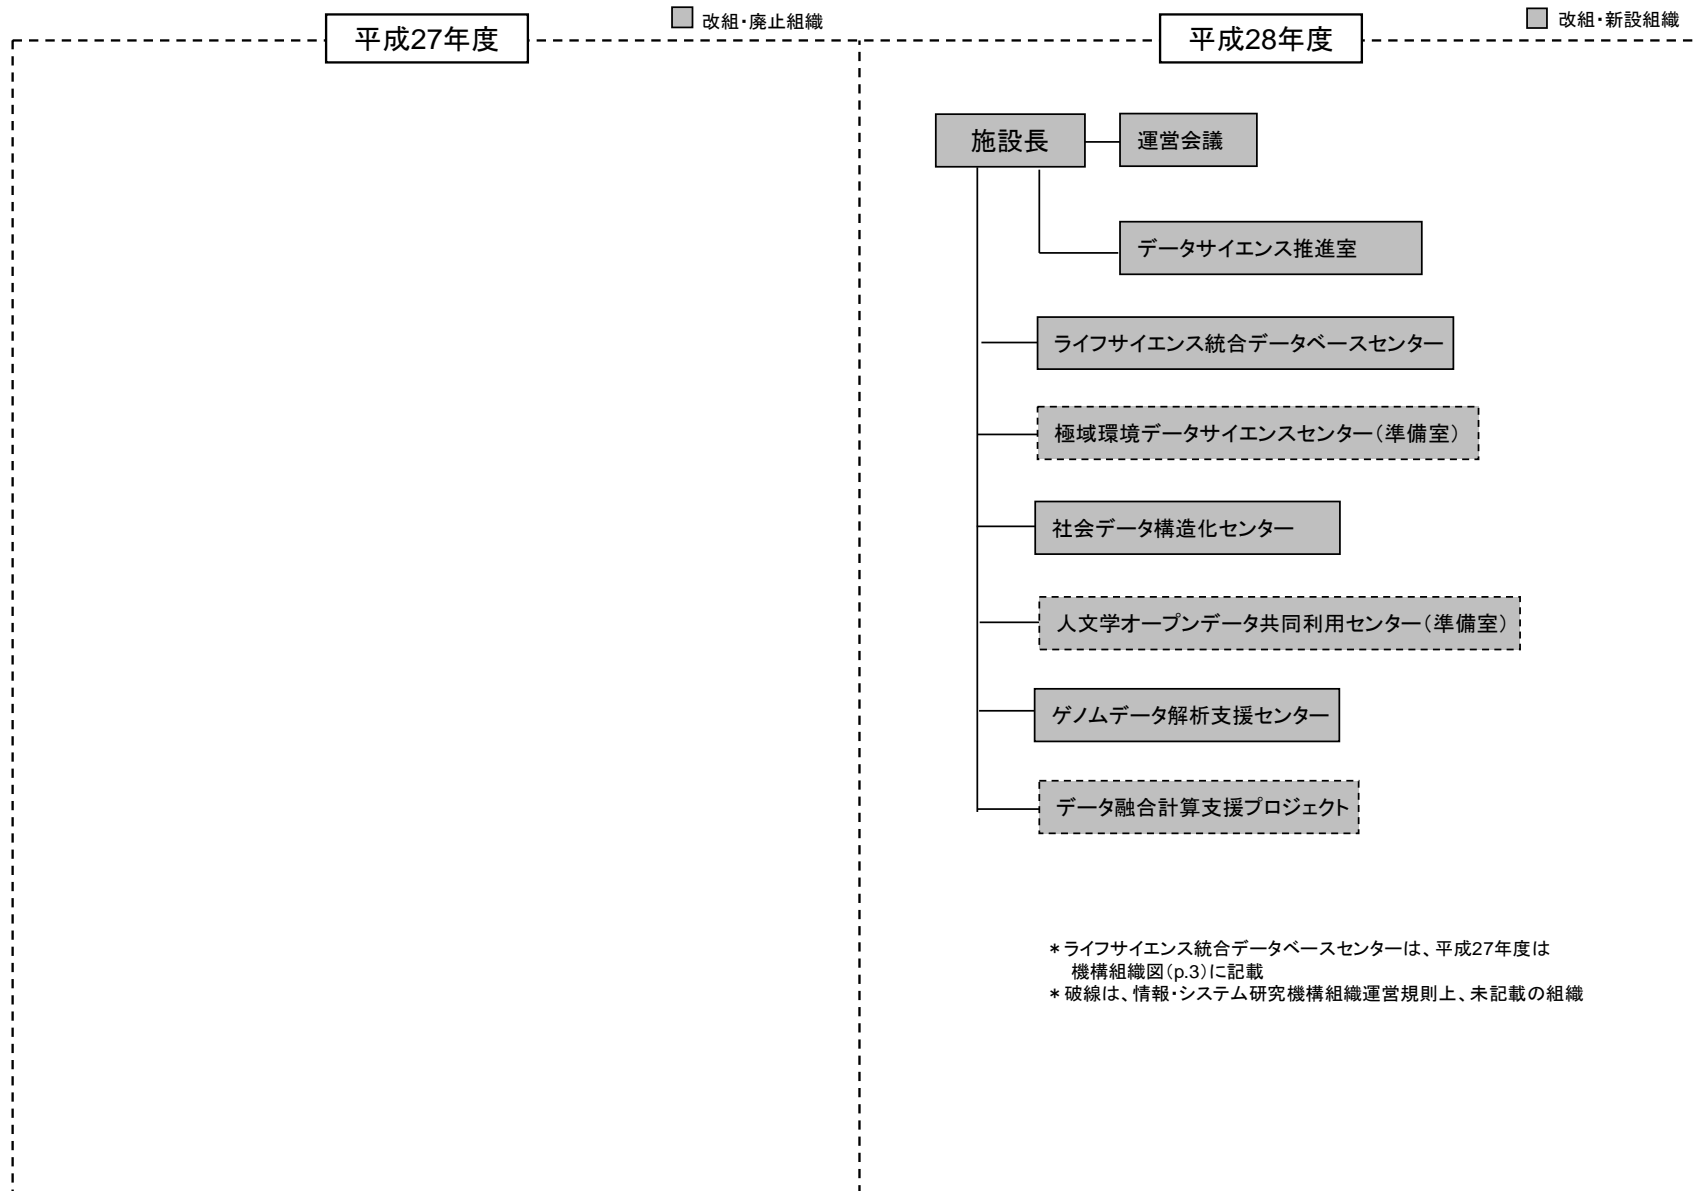 平成27年度
改組・廃止組織
平成28年度
改組・新設組織
施設長
運営会議
データサイエンス推進室
ライフサイエンス統合データベースセンター
極域環境データサイエンスセンター（準備室）
社会データ構造化センター
人文学オープンデータ共同利用センター（準備室）
ゲノムデータ解析支援センター
データ融合計算支援プロジェクト
＊ライフサイエンス統合データベースセンターは、平成27年度は
機構組織図（p.3）に記載
＊破線は、情報・システム研究機構組織運営規則上、未記載の組織